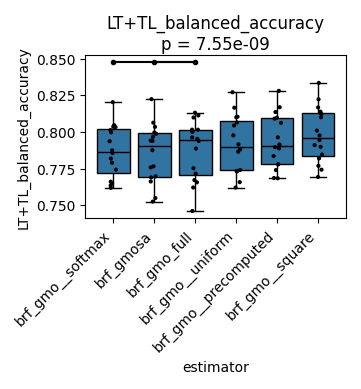 LT+TL_balanced_accuracy
p = 7.55e-09
LT+TL_balanced_accuracy
0.850
0.825
0.800
0.775
0.750
brf_gmo__softmax
brf_gmosa
brf_gmo_full
brf_gmo__uniform
brf_gmo__precomputed
brf_gmo__square
estimator